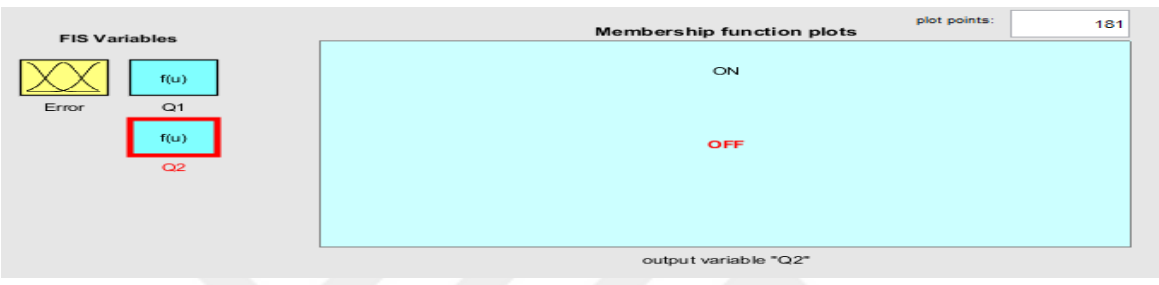 FIS Variables
Membership function plots
plot points:
181
f(u)
Error
Q1
f(u)
Q2
ON
OFF
output variable "Q2"